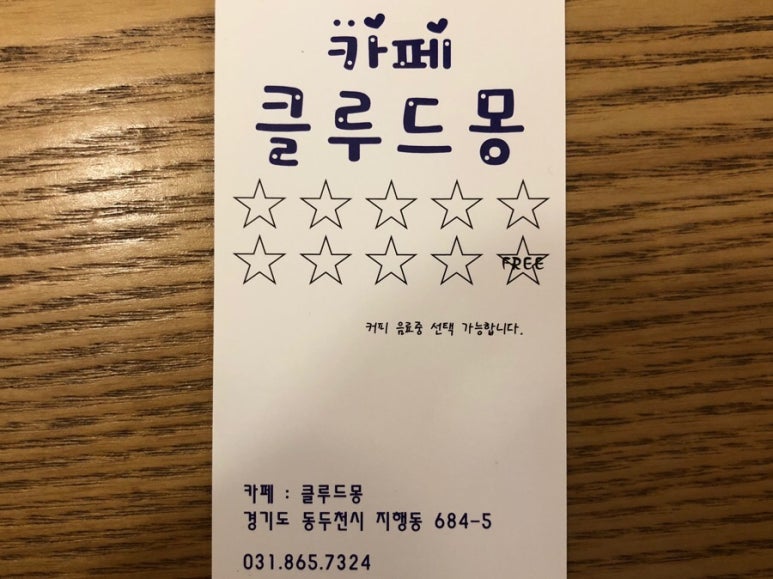 카페
클루드몽
FREE
커피 음료중 선택 가능합니다.
카페 : 클루드몽
경기도 동두천시 지행동 684-5
031.865.7324